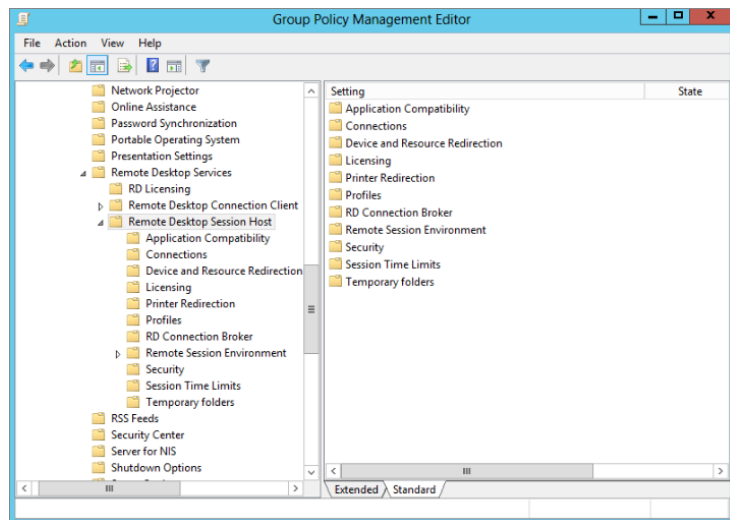 Group Policy Management Editor
File Action View Help
Network Projector
Online Assistance
Password Synchronization
Portable Operating System
Presentation Settings
Remote Desktop Services
RD Licensing
Remote Desktop Connection Client
Remote Desktop Session Host
Application Compatibility
Connections
Device and Resource Redirection
Licensing
Printer Redirection
Profiles
RD Connection Broker
Remote Session Environment
Security
Session Time Limits
Temporary folders
RSS Feeds
Security Center
Server for NIS
Shutdown Options
Setting State
Application Compatibility
Connections
Device and Resource Redirection
Licensing
Printer Redirection
Profiles
RD Connection Broker
Remote Session Environment
Security
Session Time Limits
Temporary folders
Extended Standard